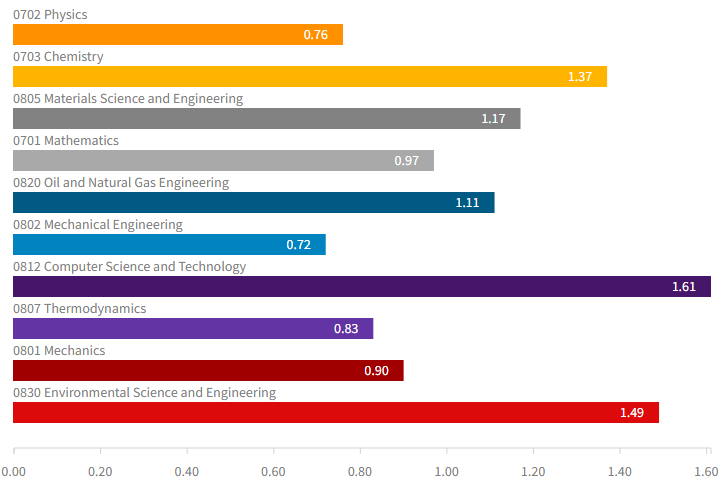 0702 Physics
0.76
0703 Chemistry
1.37
0805 Materials Science and Engineering
1.17
0701 Mathematics
0.97
0820 Oil and Natural Gas Engineering
1.11
0802 Mechanical Engineering
0.72
0812 Computer Science and Technology
1.61
0807 Thermodynamics
0.83
0801 Mechanics
0.90
0830 Environmental Science and Engineering
1.49
0.00 0.20 0.40 0.60 0.80 1.00 1.20 1.40 1.60